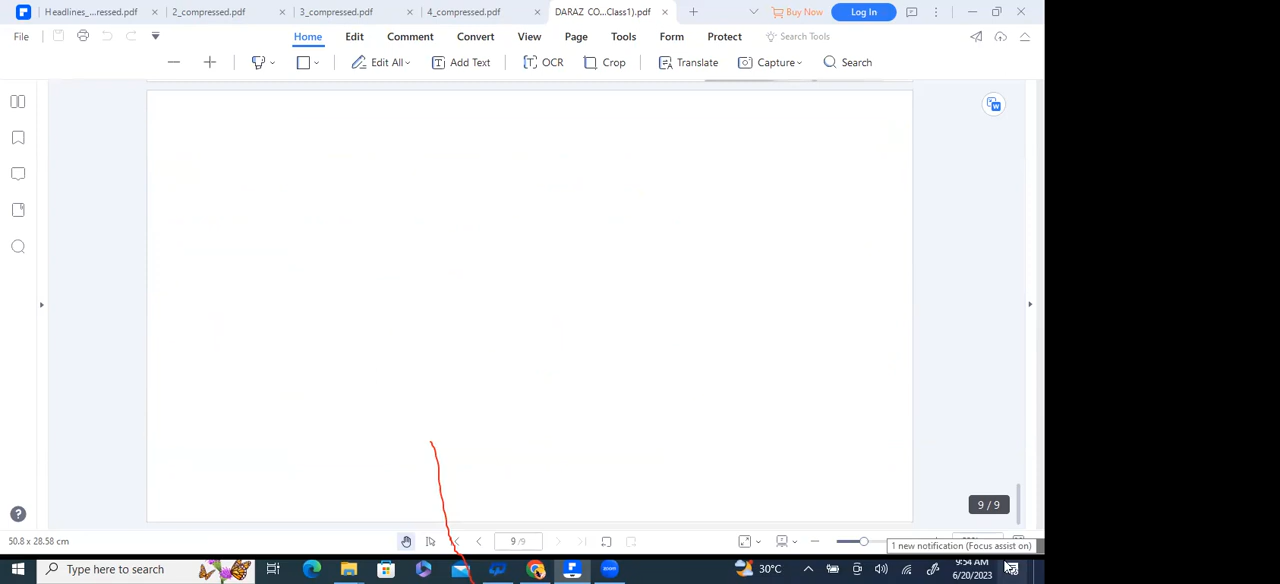 Headlines_...ressed.pdf 2_compressed.pdf 3_compressed.pdf 4_compressed.pdf DARAZ CO...Class1).pdf Buy Now Log In
File Home Edit Comment Convert View Page Tools Form Protect Search Tools
Edit All Add Text OCR Crop Translate Capture Search
W
9 / 9
50.8 x 28.58 cm 9 /9
1 new notification (Focus assist on)
Type here to search zoom 30°C 9:54 AM
6/20/2023